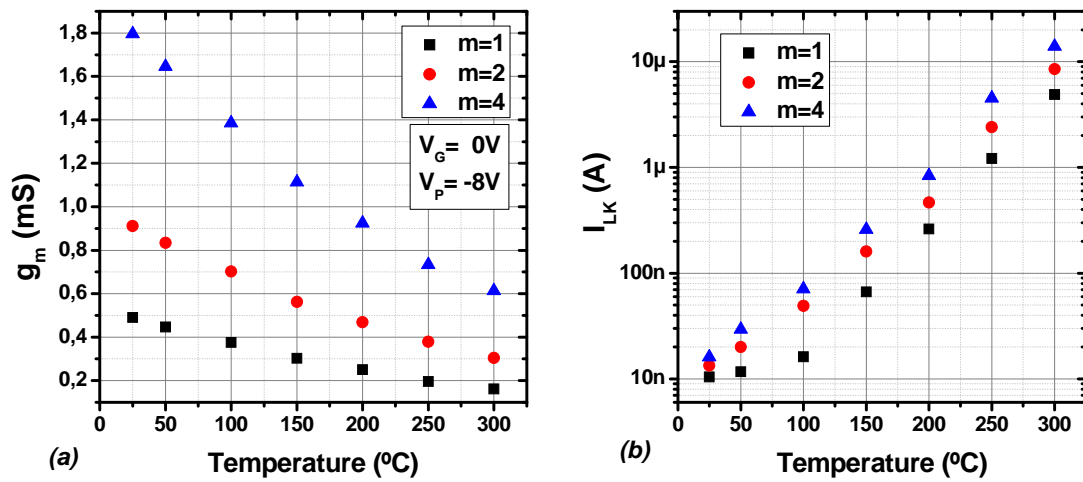 1,8
1,6
1,4
1,2
1,0
0,8
0,6
0,4
0,2
g_m (mS)
m=1
m=2
m=4
V_G= 0V
V_P= -8V
0 50 100 150 200 250 300
Temperature (ºC)
(a)
10µ
1µ
100n
10n
I_LK (A)
m=1
m=2
m=4
0 50 100 150 200 250 300
Temperature (ºC)
(b)